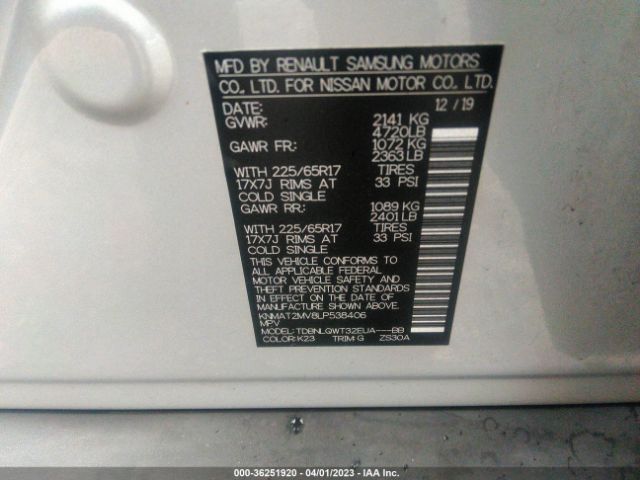 MFD BY RENAULT SAMSUNG MOTORS
CO., LTD. FOR NISSAN MOTOR CO., LTD.
DATE: 12/19
GVWR: 2141 KG
4720LB
GAWR FR: 1072 KG
2363LB
WITH 225/65R17 TIRES
17X7J RIMS AT 33 PSI
COLD SINGLE
GAWR RR: 1089 KG
2401LB
WITH 225/65R17 TIRES
17X7J RIMS AT 33 PSI
COLD SINGLE
THIS VEHICLE CONFORMS TO
ALL APPLICABLE FEDERAL
MOTOR VEHICLE SAFETY AND
THEFT PREVENTION STANDARDS
IN EFFECT ON THE DATE OF
MANUFACTURE SHOWN ABOVE.
KNMAT2MV8LP538406
MPV
MODEL: TDBNLQWT32EUA---BB
COLOR:K23 TRIM:G ZS30A
000-36251920 - 04/01/2023 - IAA Inc.